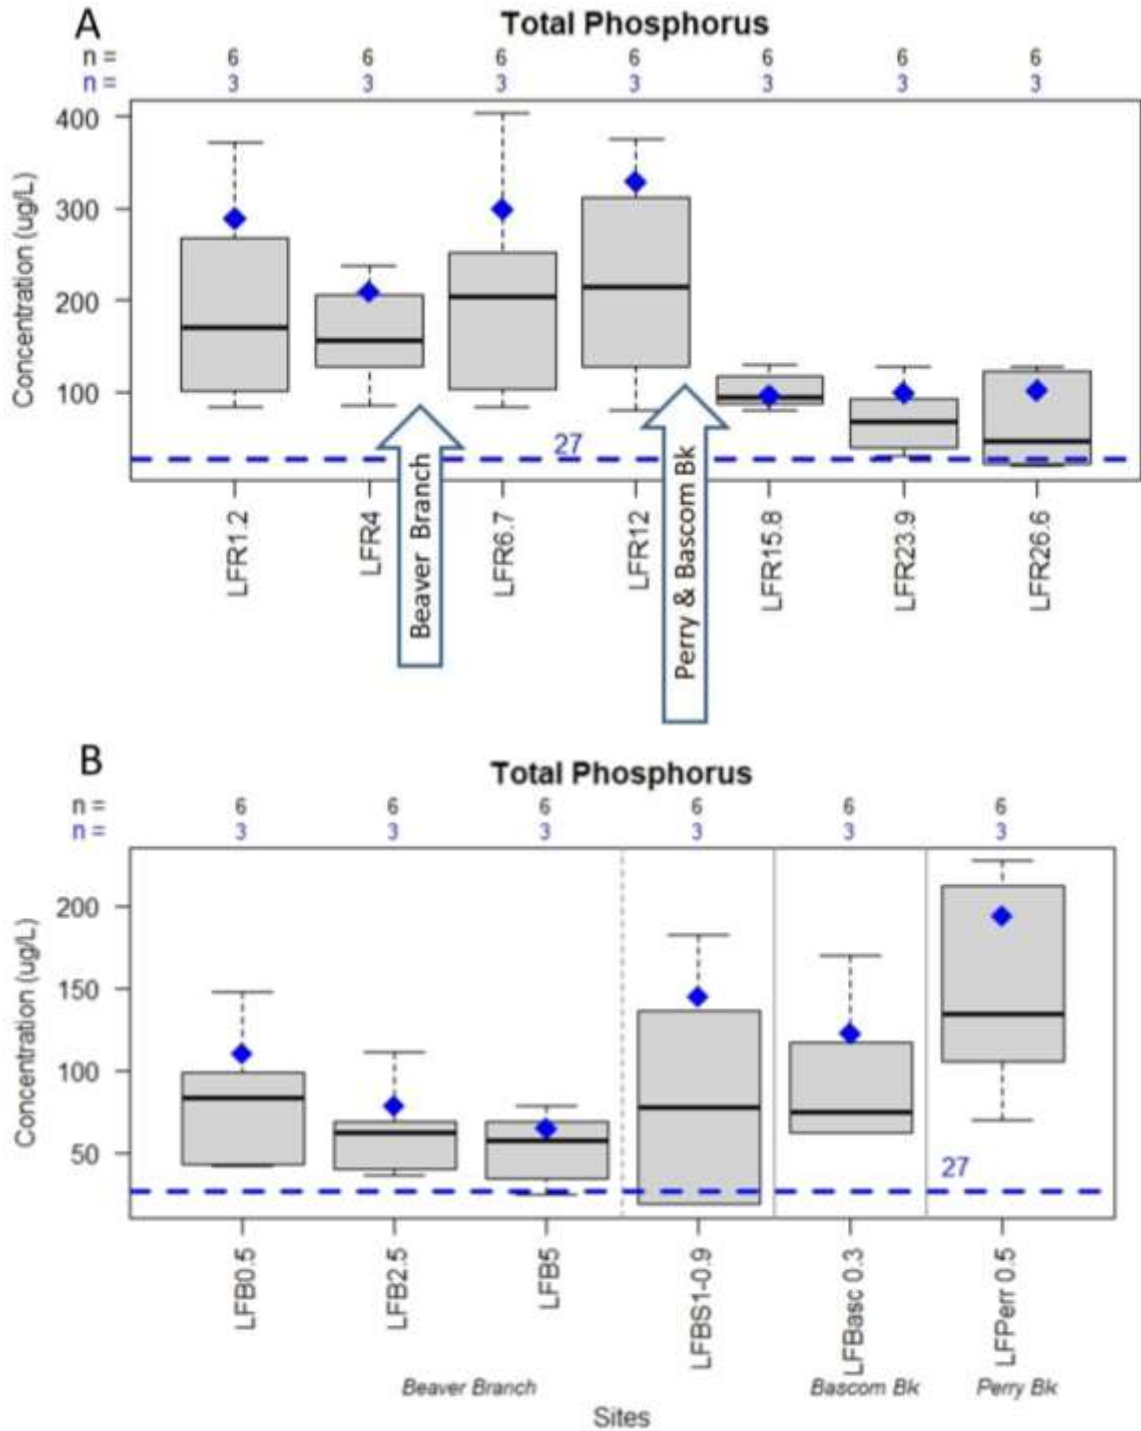 A
Total Phosphorus
n = 6 6 6 6 6 6 6
n = 3 3 3 3 3 3 3
Concentration (ug/L)
400
300
200
100
27
LFR1.2
LFR4
LFR6.7
LFR12
LFR15.8
LFR23.9
LFR26.6
Beaver Branch
Perry & Bascom Bk
B
Total Phosphorus
n = 6 6 6 6 6 6
n = 3 3 3 3 3 3
Concentration (ug/L)
200
150
100
50
27
LFB0.5
LFB2.5
LFB5
LFBS1-0.9
LFBasc 0.3
LFPerr 0.5
Beaver Branch
Bascom Bk
Perry Bk
Sites